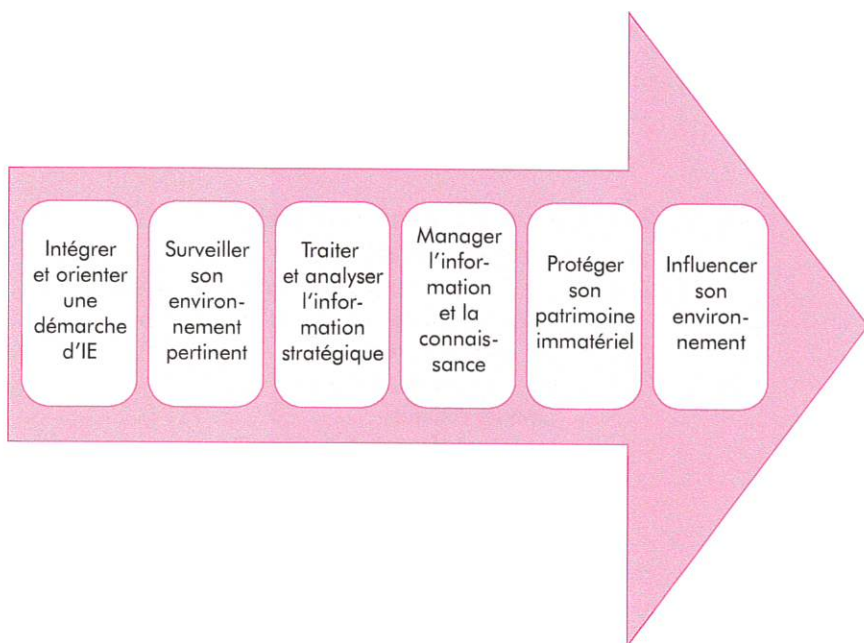 Intégrer
et orienter
une
démarche
d'IE
Surveiller
son
environ-
nement
pertinent
Traiter
et analyser
l'infor-
mation
stratégique
Manager
l'infor-
mation
et la
connais-
sance
Protéger
son
patrimoine
immatériel
Influencer
son
environ-
nement